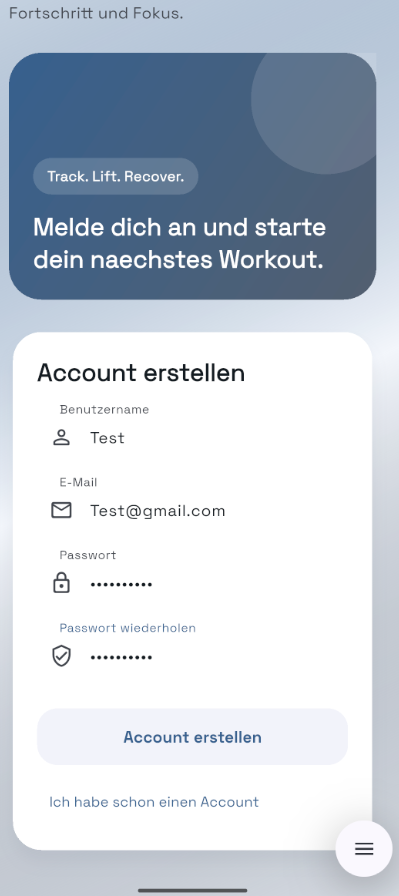 Fortschritt und Fokus.
Track. Lift. Recover.
Melde dich an und starte
dein naechstes Workout.
Account erstellen
Benutzername
Test
E-Mail
Test@gmail.com
Passwort
••••••••••
Passwort wiederholen
••••••••••
Account erstellen
Ich habe schon einen Account